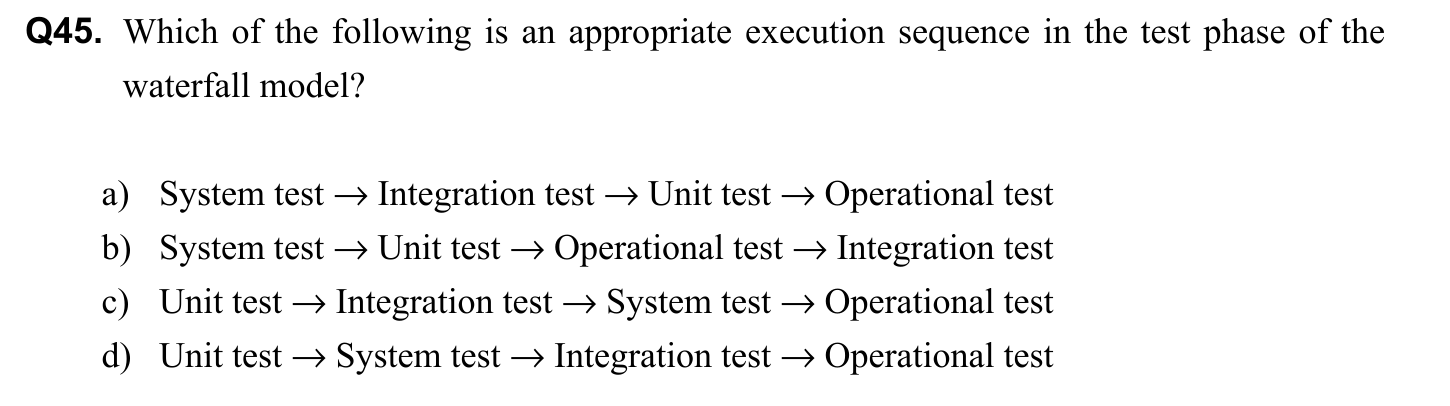 Q45. Which of the following is an appropriate execution sequence in the test phase of the
waterfall model?
a) System test → Integration test → Unit test → Operational test
b) System test → Unit test → Operational test → Integration test
c) Unit test → Integration test → System test → Operational test
d) Unit test → System test → Integration test → Operational test